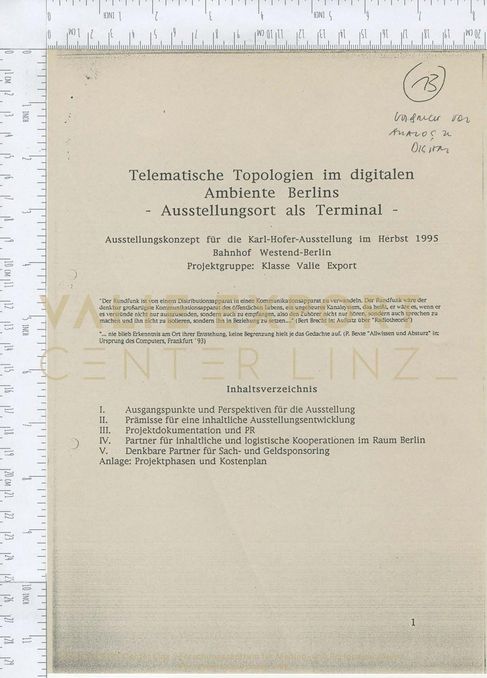 13
ANALOG
DIGITAL
Telematische Topologien im digitalen
Ambiente Berlins
- Ausstellungsort als Terminal -
Ausstellungskonzept für die Karl-Hofer-Ausstellung im Herbst 1995
Bahnhof Westend-Berlin
Projektgruppe: Klasse Valie Export
"Der Rundfunk ist von einem Distributionsapparat in einen Kommunikationsapparat zu verwandeln. Der Rundfunk wäre der
denkbar großartigste Kommunikationsapparat des öffentlichen Lebens, ein ungeheures Kanalsystem, das heißt, er wäre es, wenn er
es verstünde nicht nur auszusenden, sondern auch zu empfangen, also den Zuhörer nicht nur hören, sondern auch sprechen zu
machen und ihn nicht zu isolieren, sondern ihn in Beziehung zu setzen..." (Bert Brecht in: Aufsatz über "Radiotheorie")
"... nie blieb Erkenntnis am Ort ihrer Entstehung, keine Begrenzung hielt je das Gedachte auf. (P. Bexte "Allwissen und Absturz" in:
Ursprung des Computers, Frankfurt '93)
VALIE EXPORT
CENTER LINZ_
Inhaltsverzeichnis
I. Ausgangspunkte und Perspektiven für die Ausstellung
II. Prämisse für eine inhaltliche Ausstellungsentwicklung
III. Projektdokumentation und PR
IV. Partner für inhaltliche und logistische Kooperationen im Raum Berlin
V. Denkbare Partner für Sach- und Geldsponsoring
Anlage: Projektphasen und Kostenplan
1